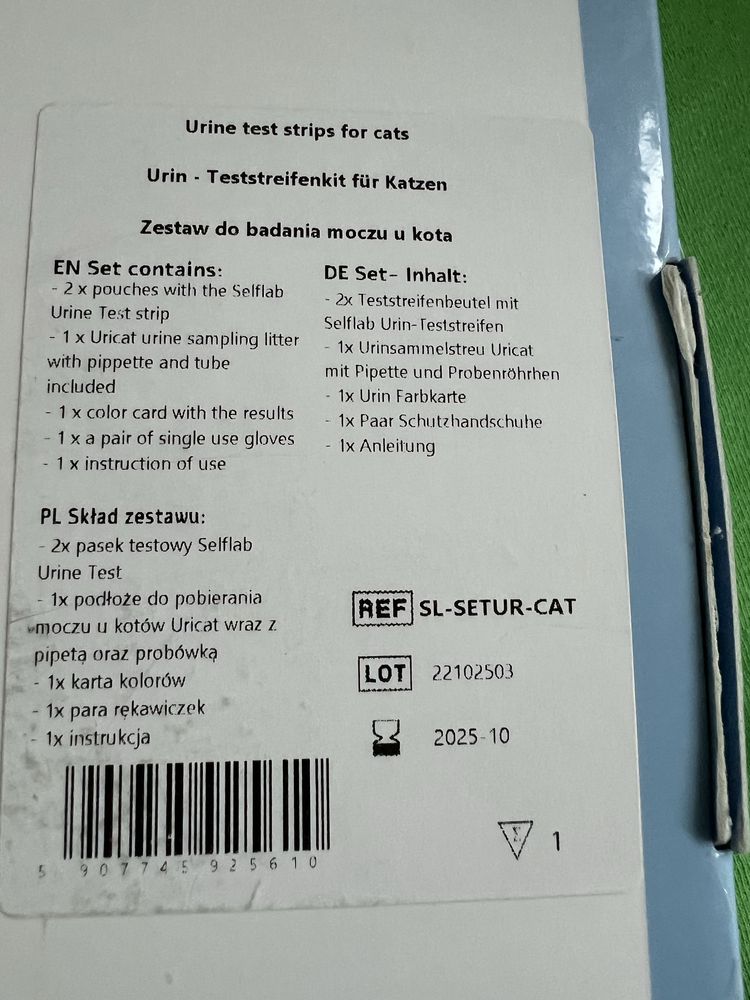 Urine test strips for cats
Urin - Teststreifenkit für Katzen
Zestaw do badania moczu u kota
EN Set contains:
- 2 x pouches with the Selflab
Urine Test strip
- 1 x Uricat urine sampling litter
with pippette and tube
included
- 1 x color card with the results
- 1 x a pair of single use gloves
- 1 x instruction of use
DE Set- Inhalt:
- 2x Teststreifenbeutel mit
Selflab Urin-Teststreifen
- 1x Urinsammelstreu Uricat
mit Pipette und Probenröhrhen
- 1x Urin Farbkarte
- 1x Paar Schutzhandschuhe
- 1x Anleitung
PL Skład zestawu:
- 2x pasek testowy Selflab
Urine Test
- 1x podłoże do pobierania
moczu u kotów Uricat wraz z
pipetą oraz probówką
- 1x karta kolorów
- 1x para rękawiczek
- 1x instrukcja
REF SL-SETUR-CAT
LOT 22102503
2025-10
Σ 1
5 907745 925610